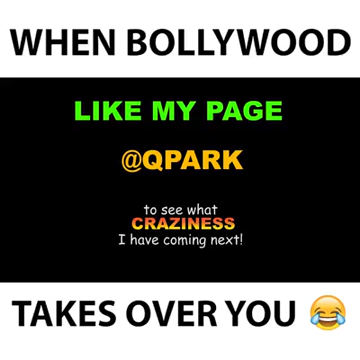 WHEN BOLLYWOOD
LIKE MY PAGE
@QPARK
to see what
CRAZINESS
I have coming next!
TAKES OVER YOU 😂